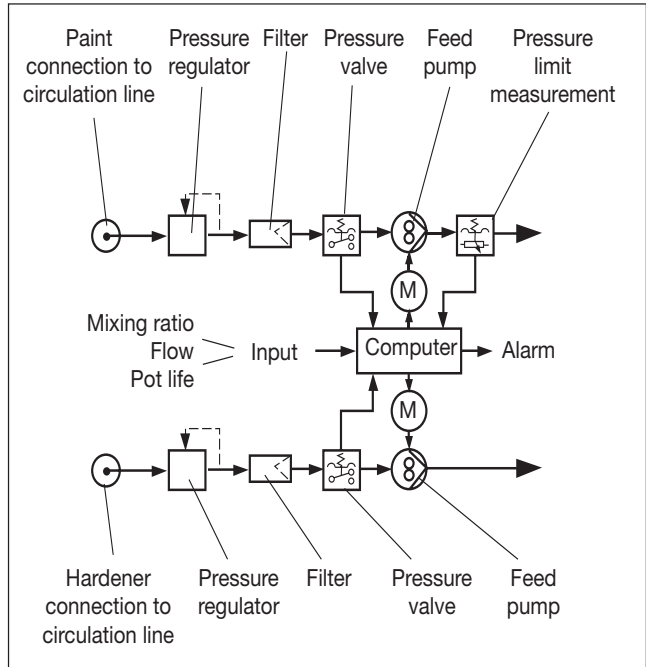 Paint
connection to
circulation line
Pressure
regulator
Filter
Pressure
valve
Feed
pump
Pressure
limit
measurement
M
Mixing ratio
Flow
Pot life
Input
Computer
Alarm
M
Hardener
connection to
circulation line
Pressure
regulator
Filter
Pressure
valve
Feed
pump